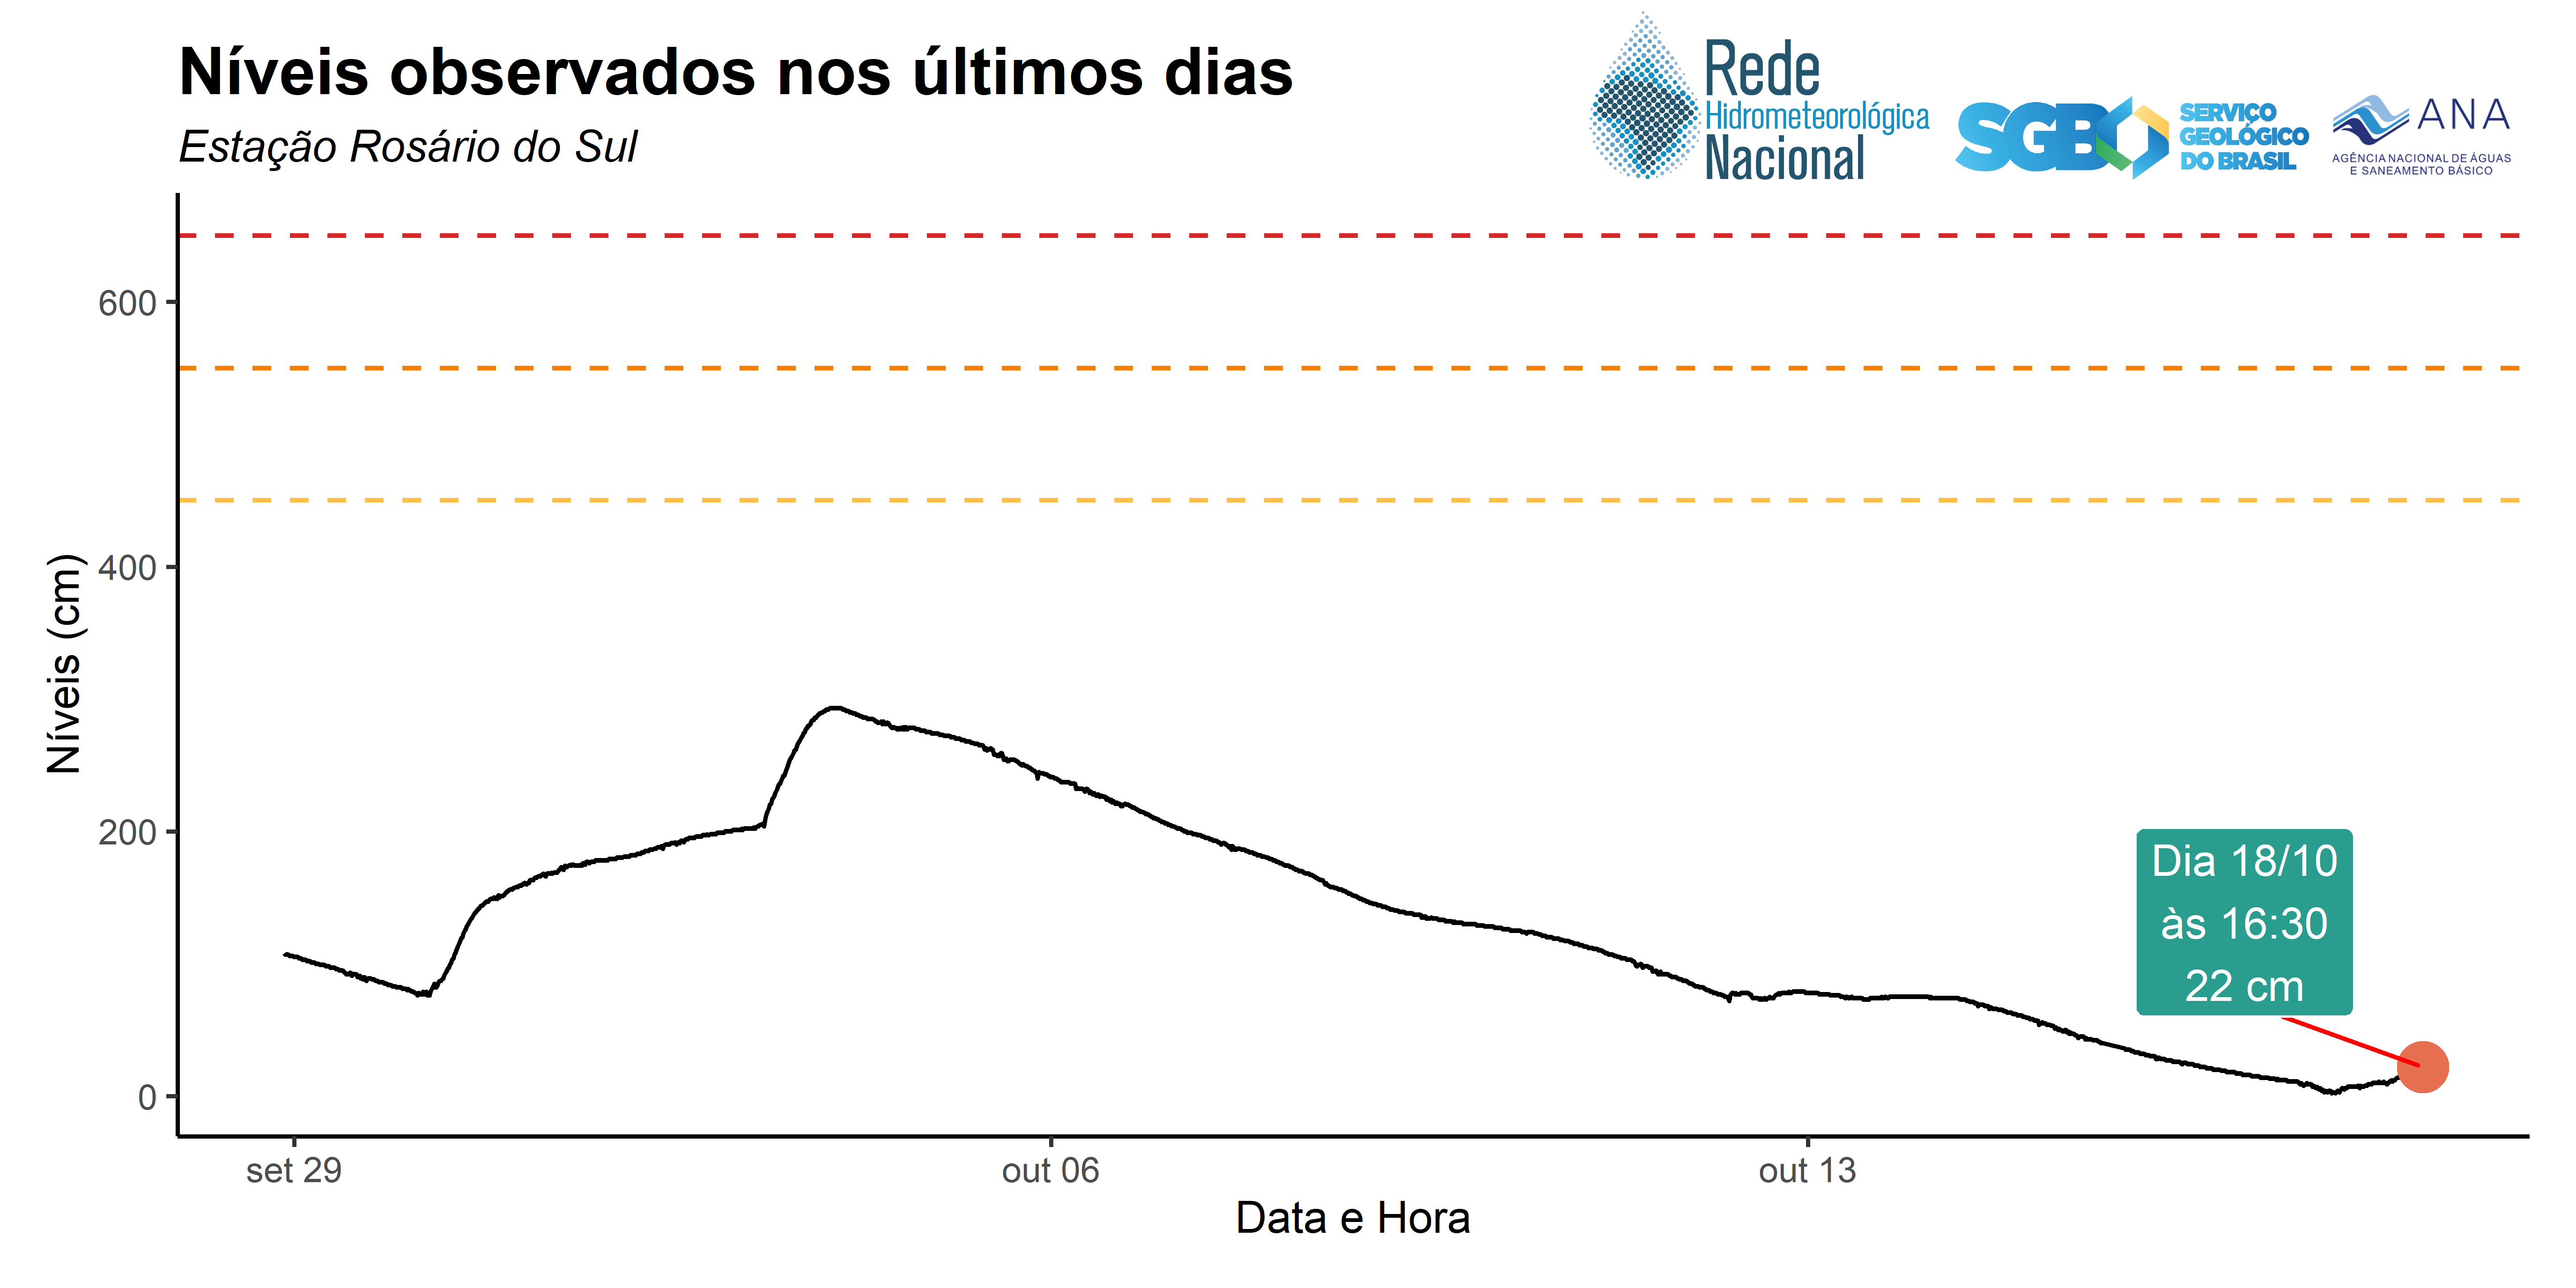 Níveis observados nos últimos dias
Estação Rosário do Sul
Rede
Hidrometeorológica
Nacional
SGB
SERVIÇO
GEOLÓGICO
DO BRASIL
ANA
AGÊNCIA NACIONAL DE ÁGUAS
E SANEAMENTO BÁSICO
Níveis (cm)
600
400
200
0
Dia 18/10
às 16:30
22 cm
set 29
out 06
out 13
Data e Hora